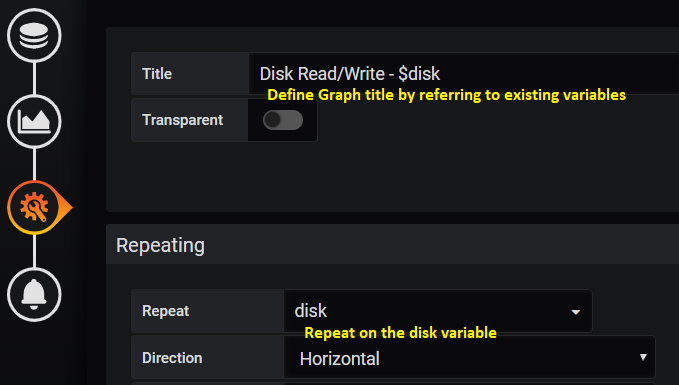 Title
Disk Read/Write - $disk
Define Graph title by referring to existing variables
Transparent
Repeating
Repeat
disk
Repeat on the disk variable
Direction
Horizontal